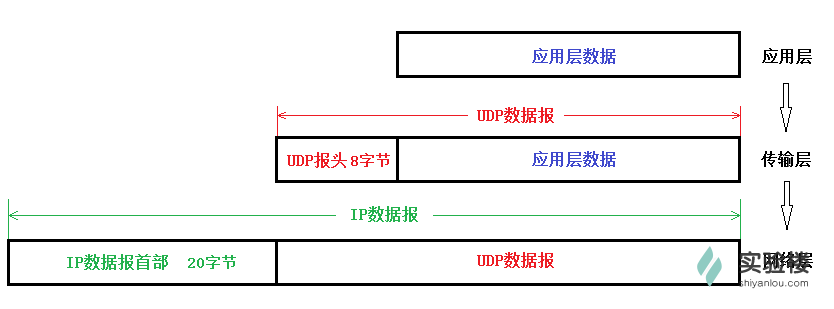 应用层数据 应用层
UDP数据报
UDP报头 8字节 应用层数据 传输层
IP数据报
IP数据报首部 20字节 UDP数据报 网络层
实验楼
shiyanlou.com